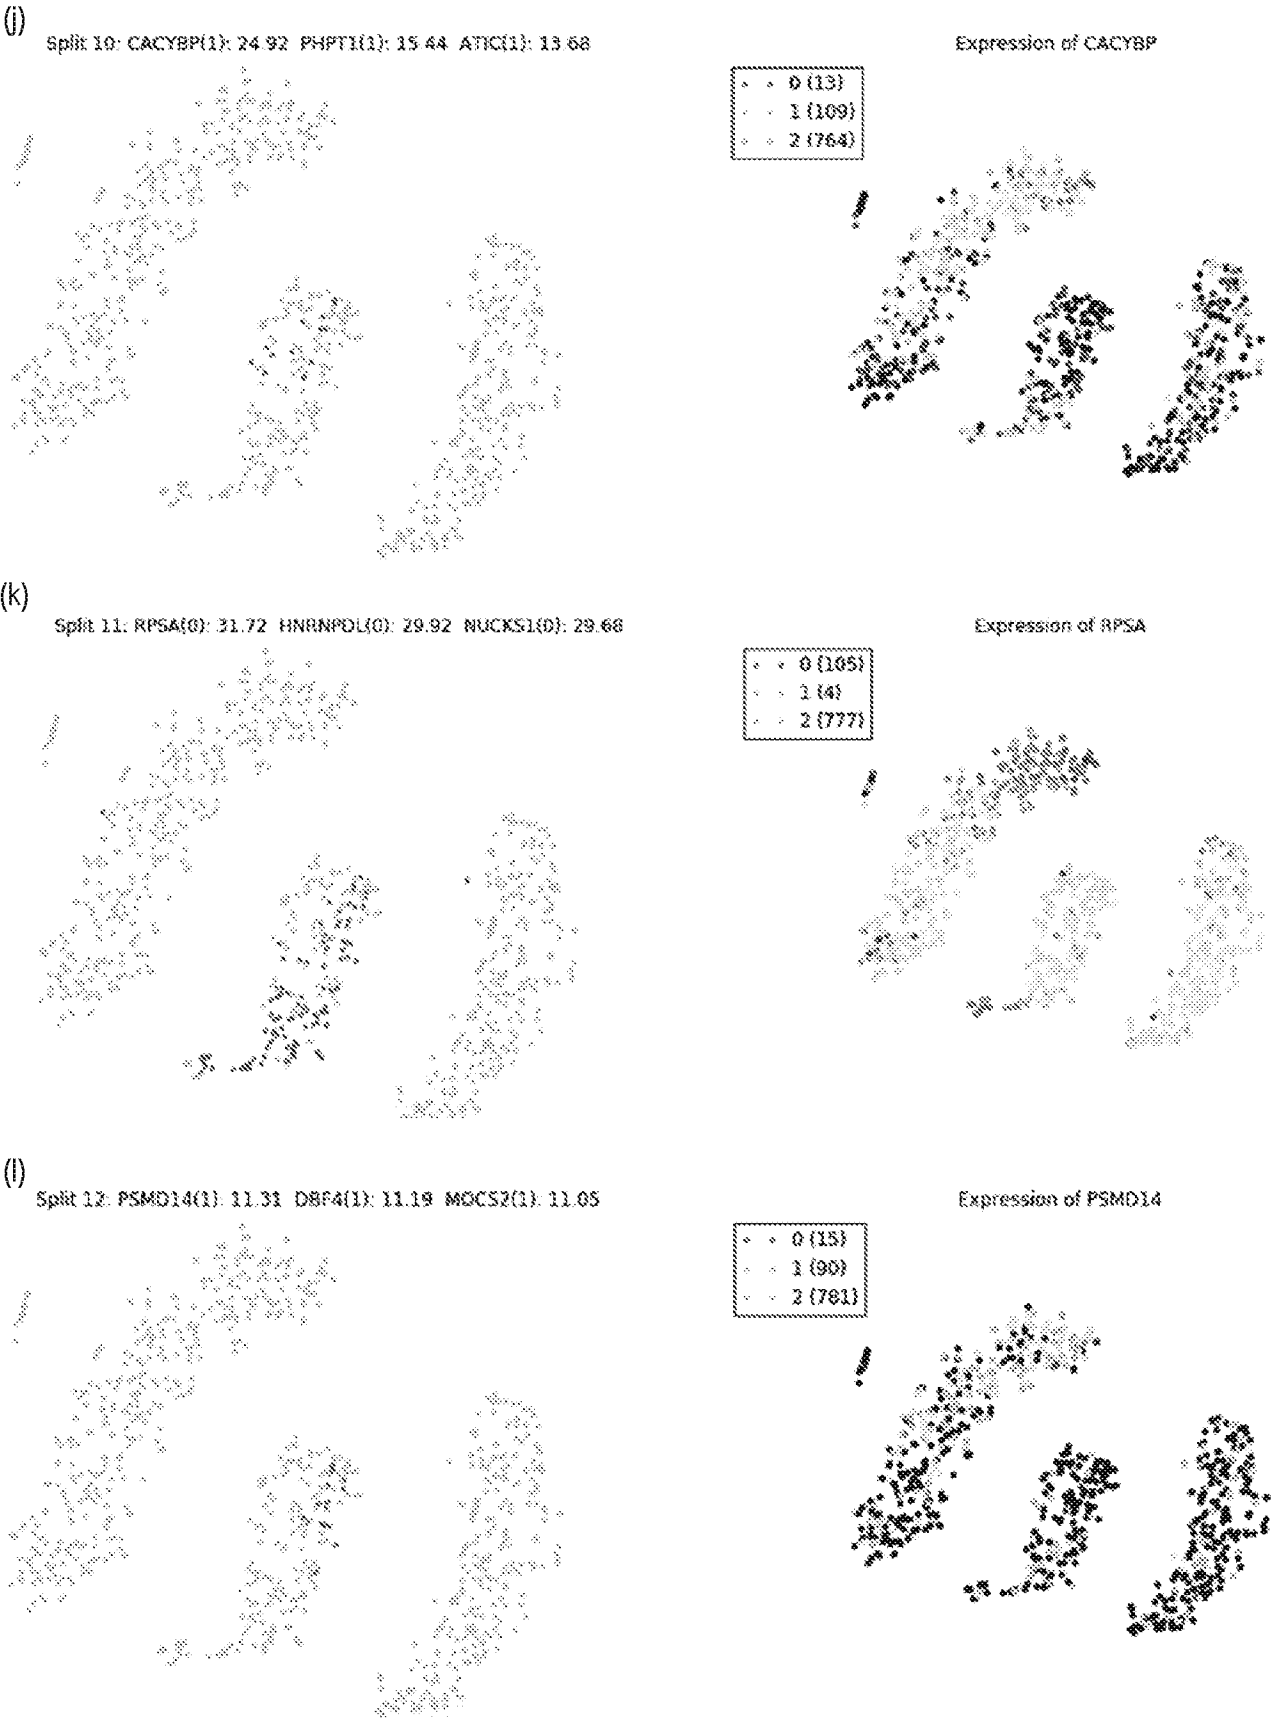 (j)
Split 10: CACYBP(1): 24.92 PHPT1(1): 15.44 ATIC(1): 13.68
Expression of CACYBP
0 (13)
1 (109)
2 (764)
(k)
Split 11: RPSA(0): 31.72 HNRNPDL(0): 29.92 NUCKS1(0): 29.68
Expression of RPSA
0 (105)
1 (4)
2 (777)
(l)
Split 12: PSMD14(1): 11.31 DBF4(1): 11.19 MOCS2(1): 11.05
Expression of PSMD14
0 (15)
1 (90)
2 (781)